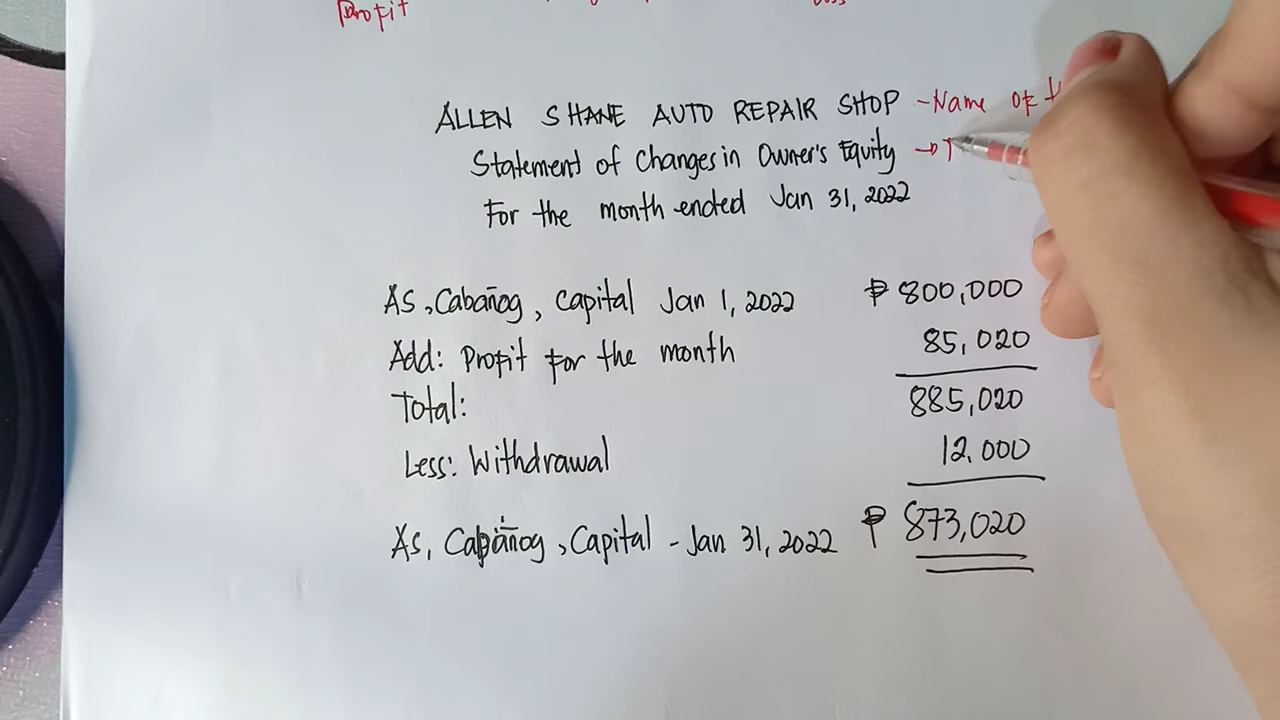 Profit
ALLEN SHANE AUTO REPAIR SHOP - Name of
Statement of Changes in Owner's Equity →
For the month ended Jan 31, 2022
AS, Cabañog, Capital Jan 1, 2022 ₱ 800,000
Add: Profit for the month 85,020
Total: 885,020
Less: Withdrawal 12,000
AS, Cabañog, Capital - Jan 31, 2022 ₱ 873,020